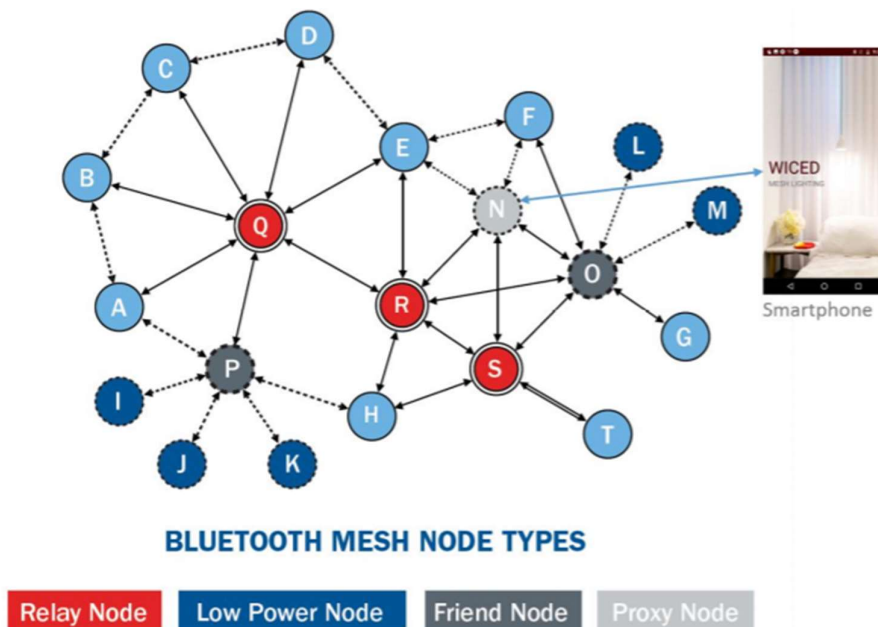 D
C
F
E
L
B
WICED
MESH LIGHTING
N
M
Q
O
A
R
Smartphone
G
P
S
I
H
T
J
K
BLUETOOTH MESH NODE TYPES
Relay Node
Low Power Node
Friend Node
Proxy Node